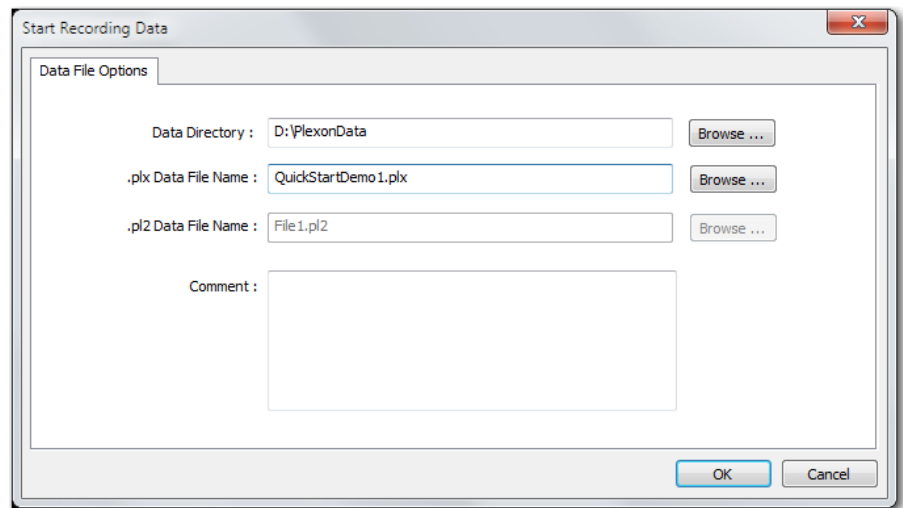 Start Recording Data
Data File Options
Data Directory : D:\PlexonData Browse ...
.plx Data File Name : QuickStartDemo1.plx Browse ...
.pl2 Data File Name : File1.pl2 Browse ...
Comment :
OK Cancel